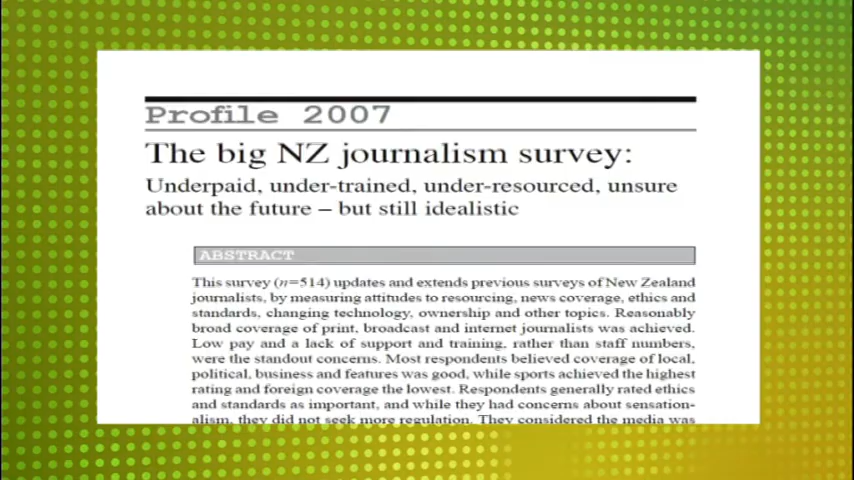 Profile 2007
The big NZ journalism survey:
Underpaid, under-trained, under-resourced, unsure
about the future – but still idealistic
ABSTRACT
This survey (n=514) updates and extends previous surveys of New Zealand
journalists, by measuring attitudes to resourcing, news coverage, ethics and
standards, changing technology, ownership and other topics. Reasonably
broad coverage of print, broadcast and internet journalists was achieved.
Low pay and a lack of support and training, rather than staff numbers,
were the standout concerns. Most respondents believed coverage of local,
political, business and features was good, while sports achieved the highest
rating and foreign coverage the lowest. Respondents generally rated ethics
and standards as important, and while they had concerns about sensation-
alism, they did not seek more regulation. They considered the media was